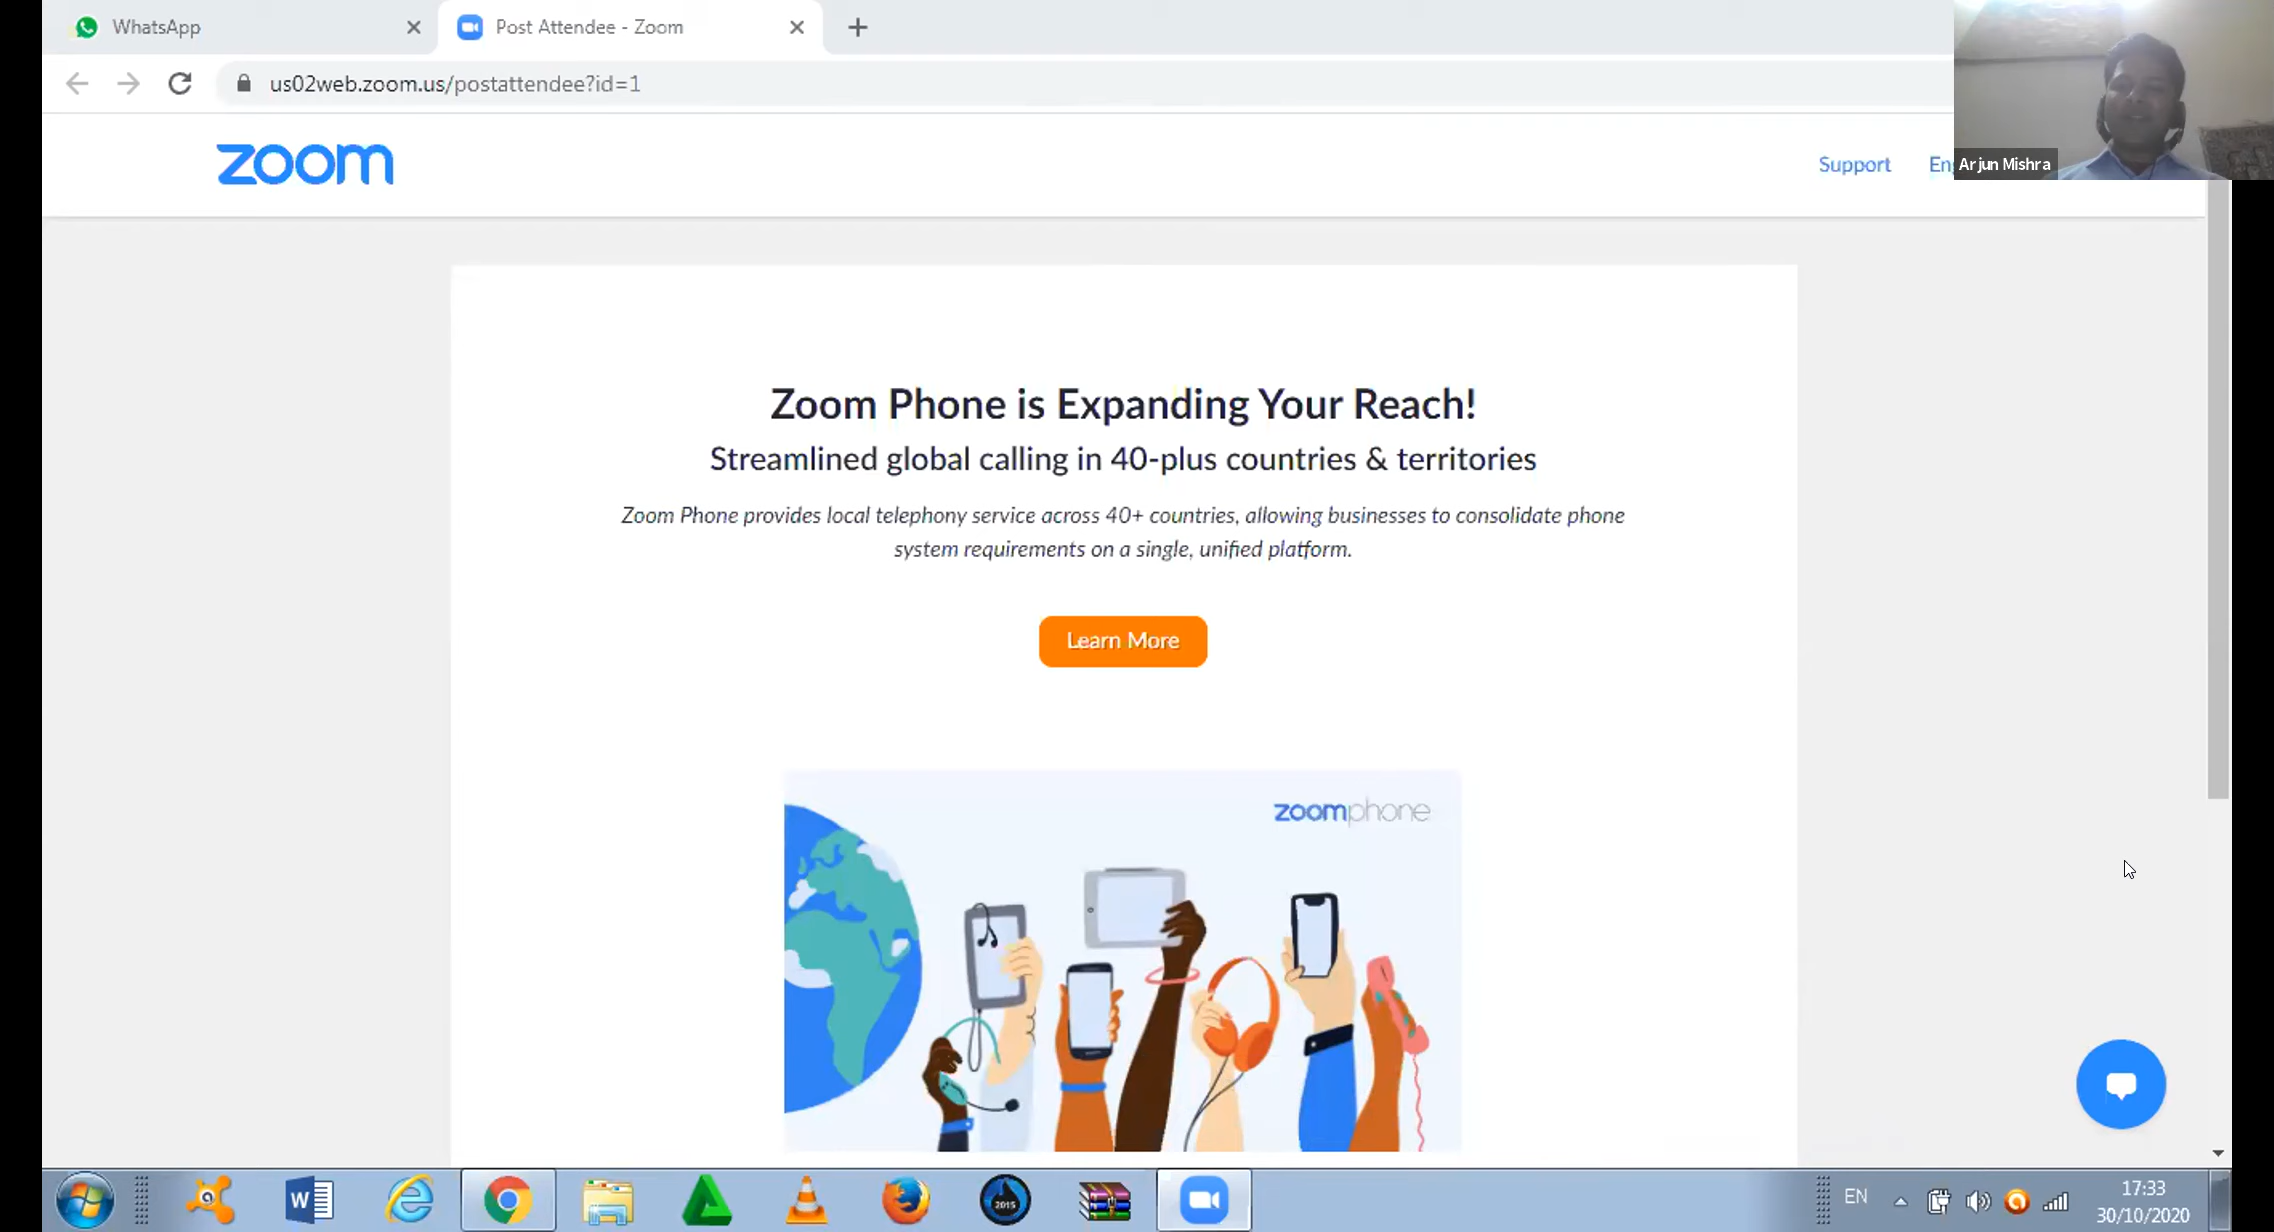 WhatsApp
Post Attendee - Zoom
us02web.zoom.us/postattendee?id=1
zoom
Support
Eng
Arjun Mishra
Zoom Phone is Expanding Your Reach!
Streamlined global calling in 40-plus countries & territories
Zoom Phone provides local telephony service across 40+ countries, allowing businesses to consolidate phone
system requirements on a single, unified platform.
Learn More
zoomphone
W
2015
EN
17:33
30/10/2020